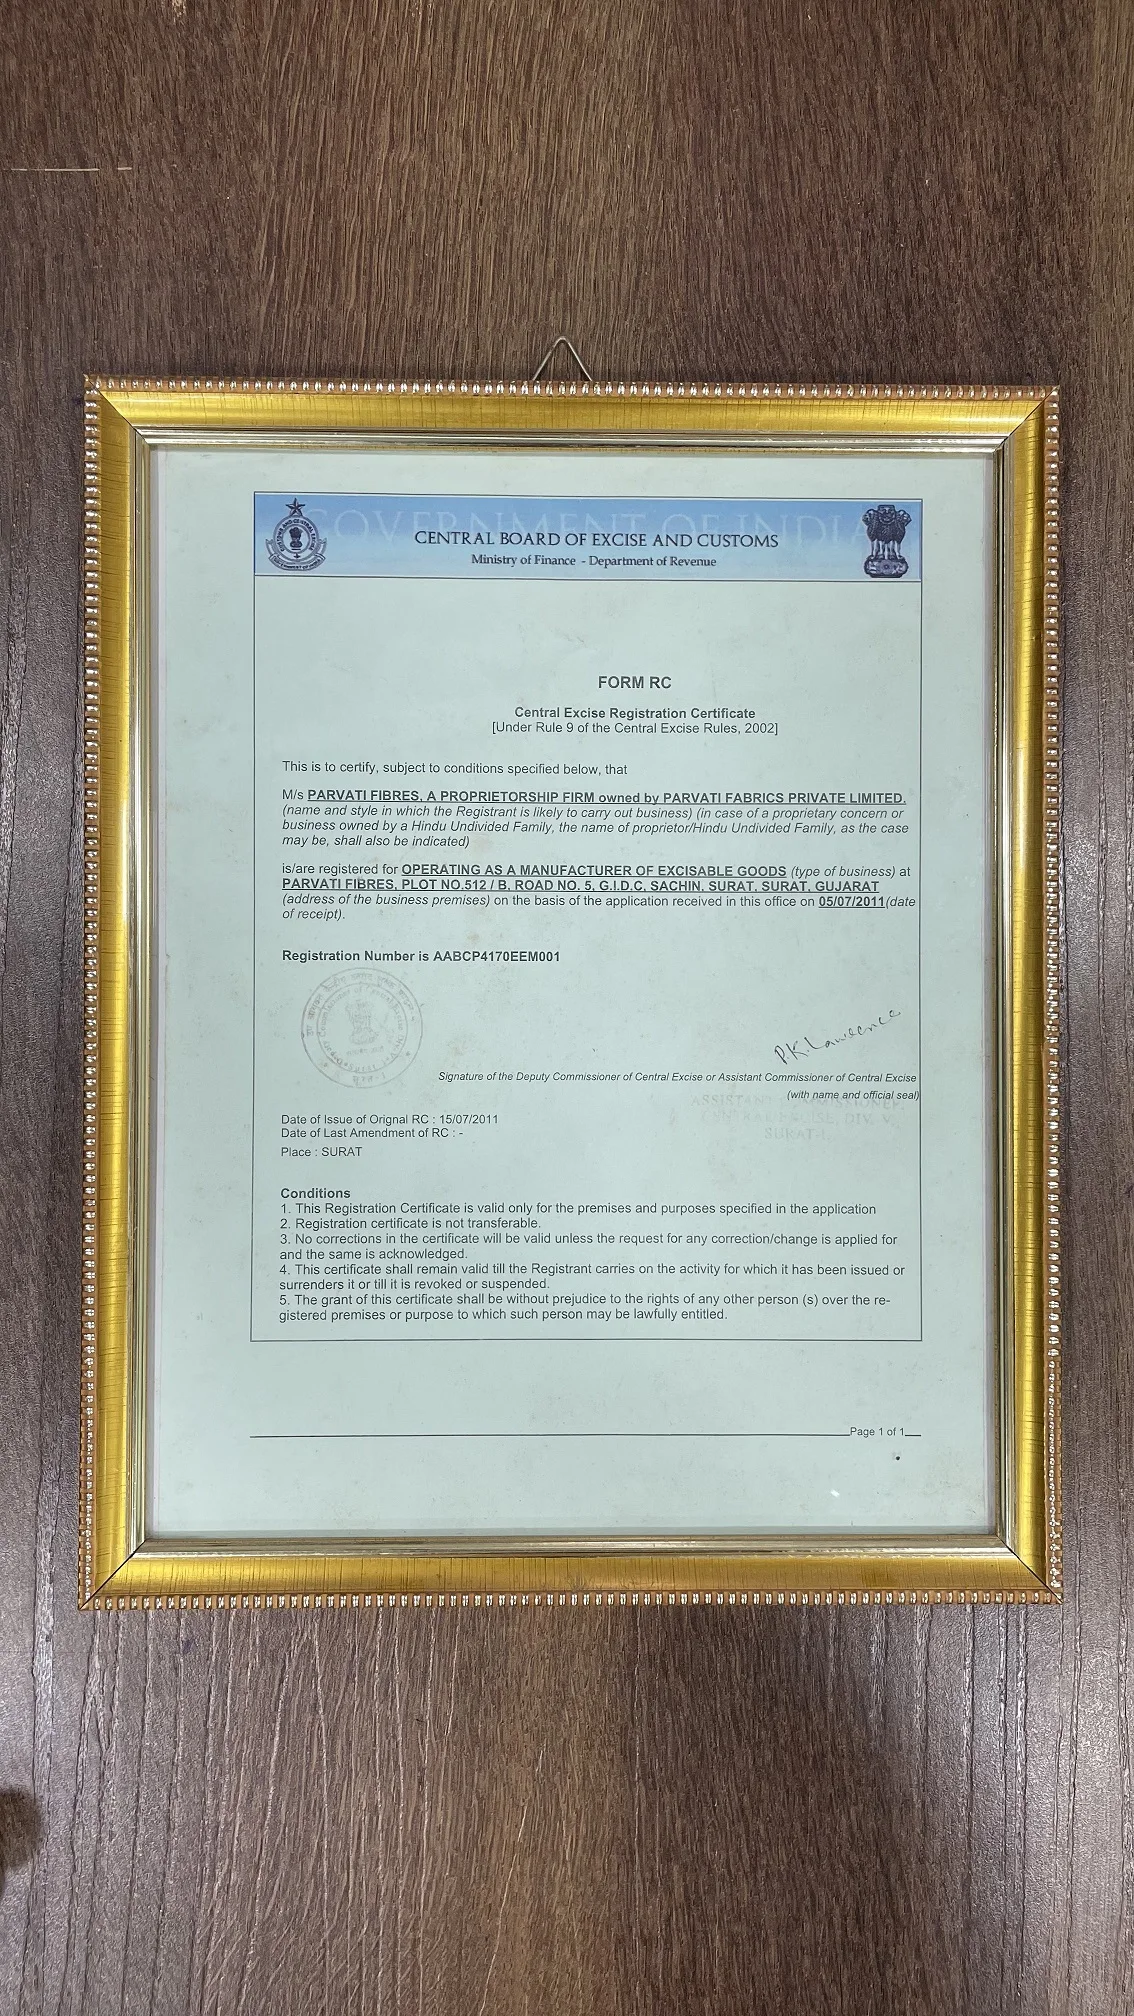 GOVERNMENT OF INDIA
CENTRAL BOARD OF EXCISE AND CUSTOMS
Ministry of Finance - Department of Revenue
FORM RC
Central Excise Registration Certificate
[Under Rule 9 of the Central Excise Rules, 2002]
This is to certify, subject to conditions specified below, that
M/s PARVATI FIBRES, A PROPRIETORSHIP FIRM owned by PARVATI FABRICS PRIVATE LIMITED.
(name and style in which the Registrant is likely to carry out business) (in case of a proprietary concern or
business owned by a Hindu Undivided Family, the name of proprietor/Hindu Undivided Family, as the case
may be, shall also be indicated)
is/are registered for OPERATING AS A MANUFACTURER OF EXCISABLE GOODS (type of business) at
PARVATI FIBRES, PLOT NO.512 / B, ROAD NO. 5, G.I.D.C, SACHIN, SURAT, SURAT, GUJARAT
(address of the business premises) on the basis of the application received in this office on 05/07/2011(date
of receipt).
Registration Number is AABCP4170EEM001
P.K. Lawrence
Signature of the Deputy Commissioner of Central Excise or Assistant Commissioner of Central Excise
(with name and official seal)
ASSISTANT COMMISSIONER
CENTRAL EXCISE, DIV
SURAT-I.
Date of Issue of Orignal RC : 15/07/2011
Date of Last Amendment of RC : -
Place : SURAT
Conditions
1. This Registration Certificate is valid only for the premises and purposes specified in the application
2. Registration certificate is not transferable.
3. No corrections in the certificate will be valid unless the request for any correction/change is applied for
and the same is acknowledged.
4. This certificate shall remain valid till the Registrant carries on the activity for which it has been issued or
surrenders it or till it is revoked or suspended.
5. The grant of this certificate shall be without prejudice to the rights of any other person (s) over the re-
gistered premises or purpose to which such person may be lawfully entitled.
Page 1 of 1